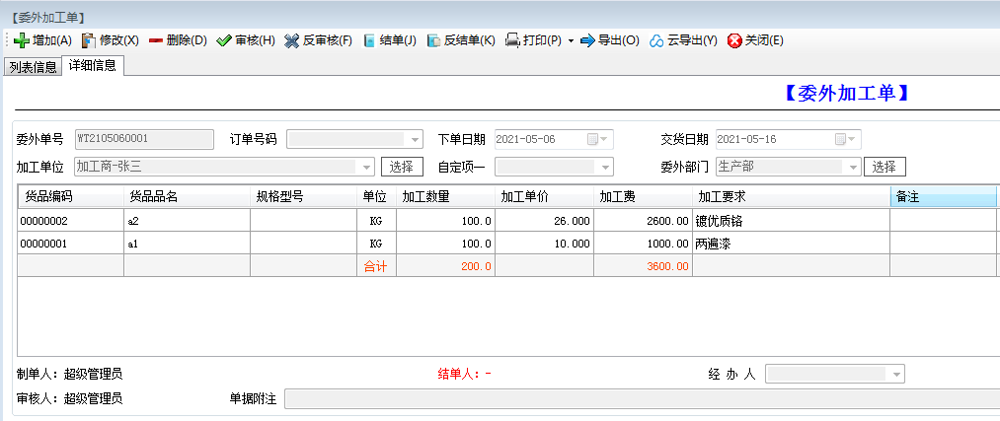 【委外加工单】
增加(A) 修改(X) 删除(D) 审核(H) 反审核(F) 结单(J) 反结单(K) 打印(P) 导出(O) 云导出(Y) 关闭(E)
列表信息 详细信息
【委外加工单】
委外单号 WT2105060001 订单号码 下单日期 2021-05-06 交货日期 2021-05-16
加工单位 加工商-张三 选择 自定项一 委外部门 生产部 选择
货品编码 货品品名 规格型号 单位 加工数量 加工单价 加工费 加工要求 备注
00000002 a2 KG 100.0 26.000 2600.00 镀优质铬
00000001 a1 KG 100.0 10.000 1000.00 两遍漆
合计 200.0 3600.00
制单人：超级管理员 结单人：- 经 办 人
审核人：超级管理员 单据附注